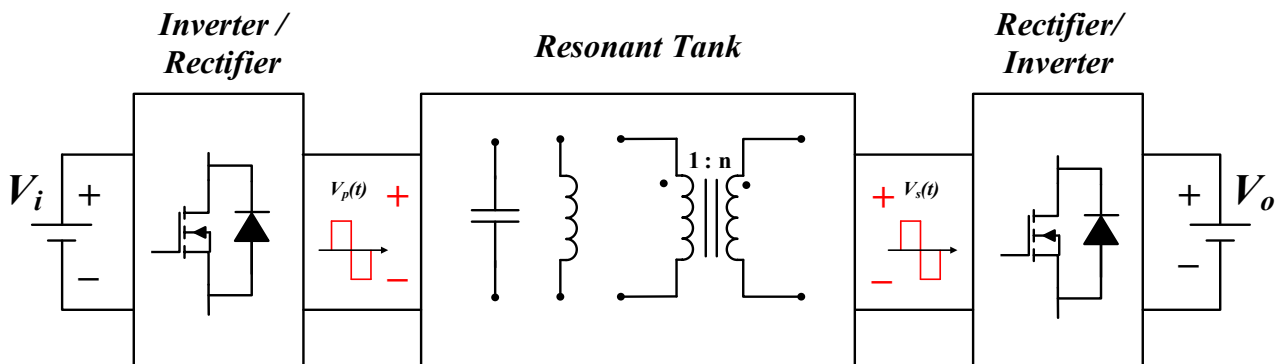 Inverter /
Rectifier
Resonant Tank
Rectifier/
Inverter
Vi
+
−
Vp(t)
+
−
1 : n
+
Vs(t)
−
+
Vo
−